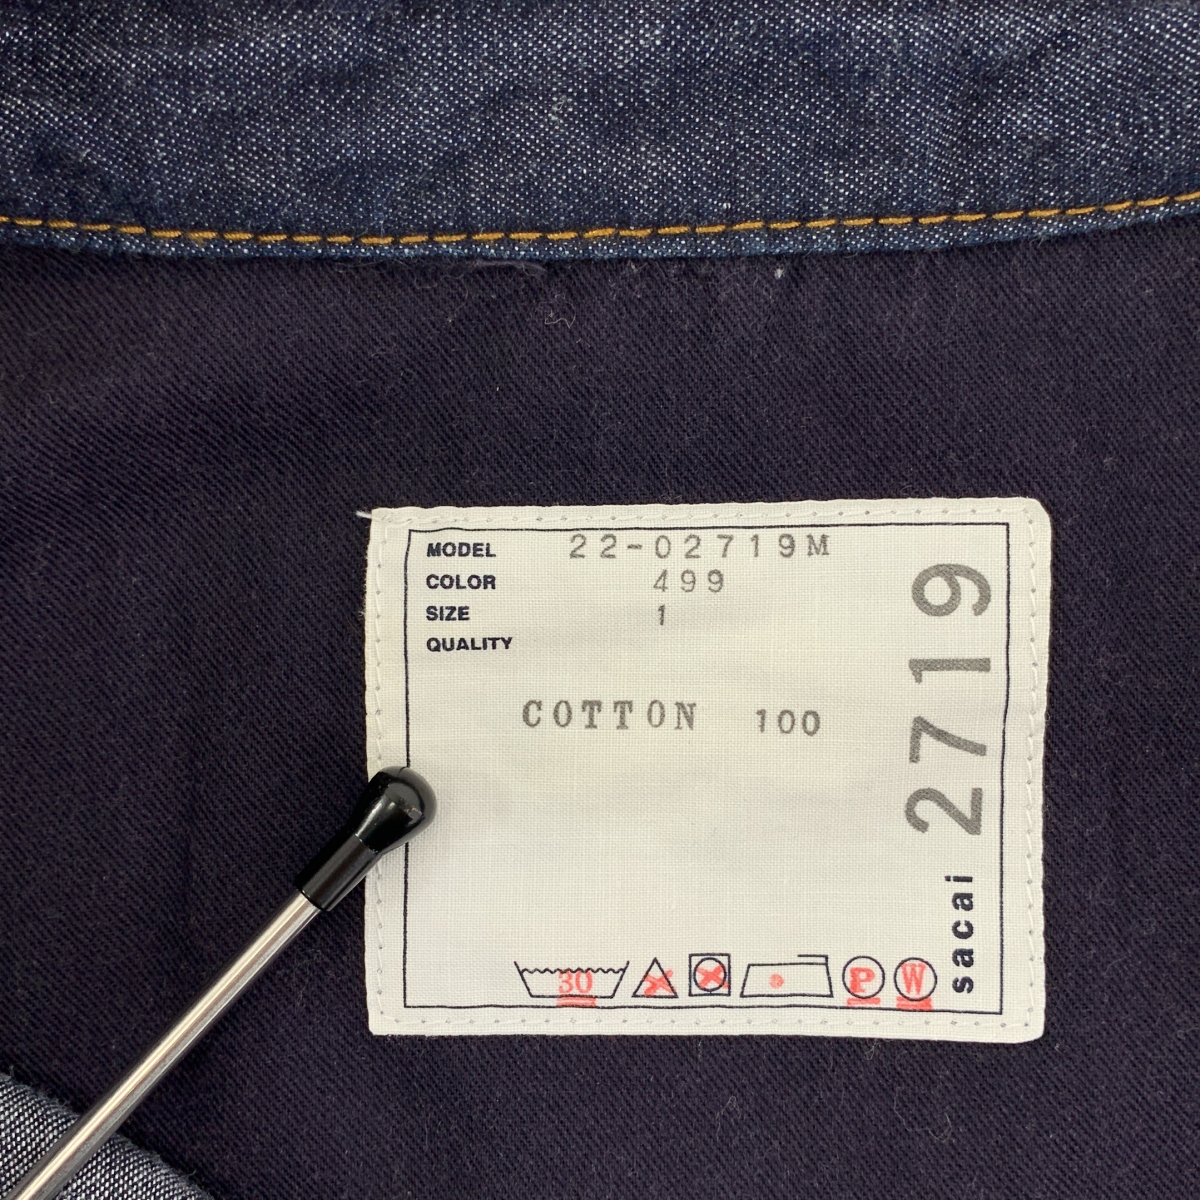 MODEL 22-02719M
COLOR 499
SIZE 1
QUALITY
COTTON 100
30 P W
sacai 2719